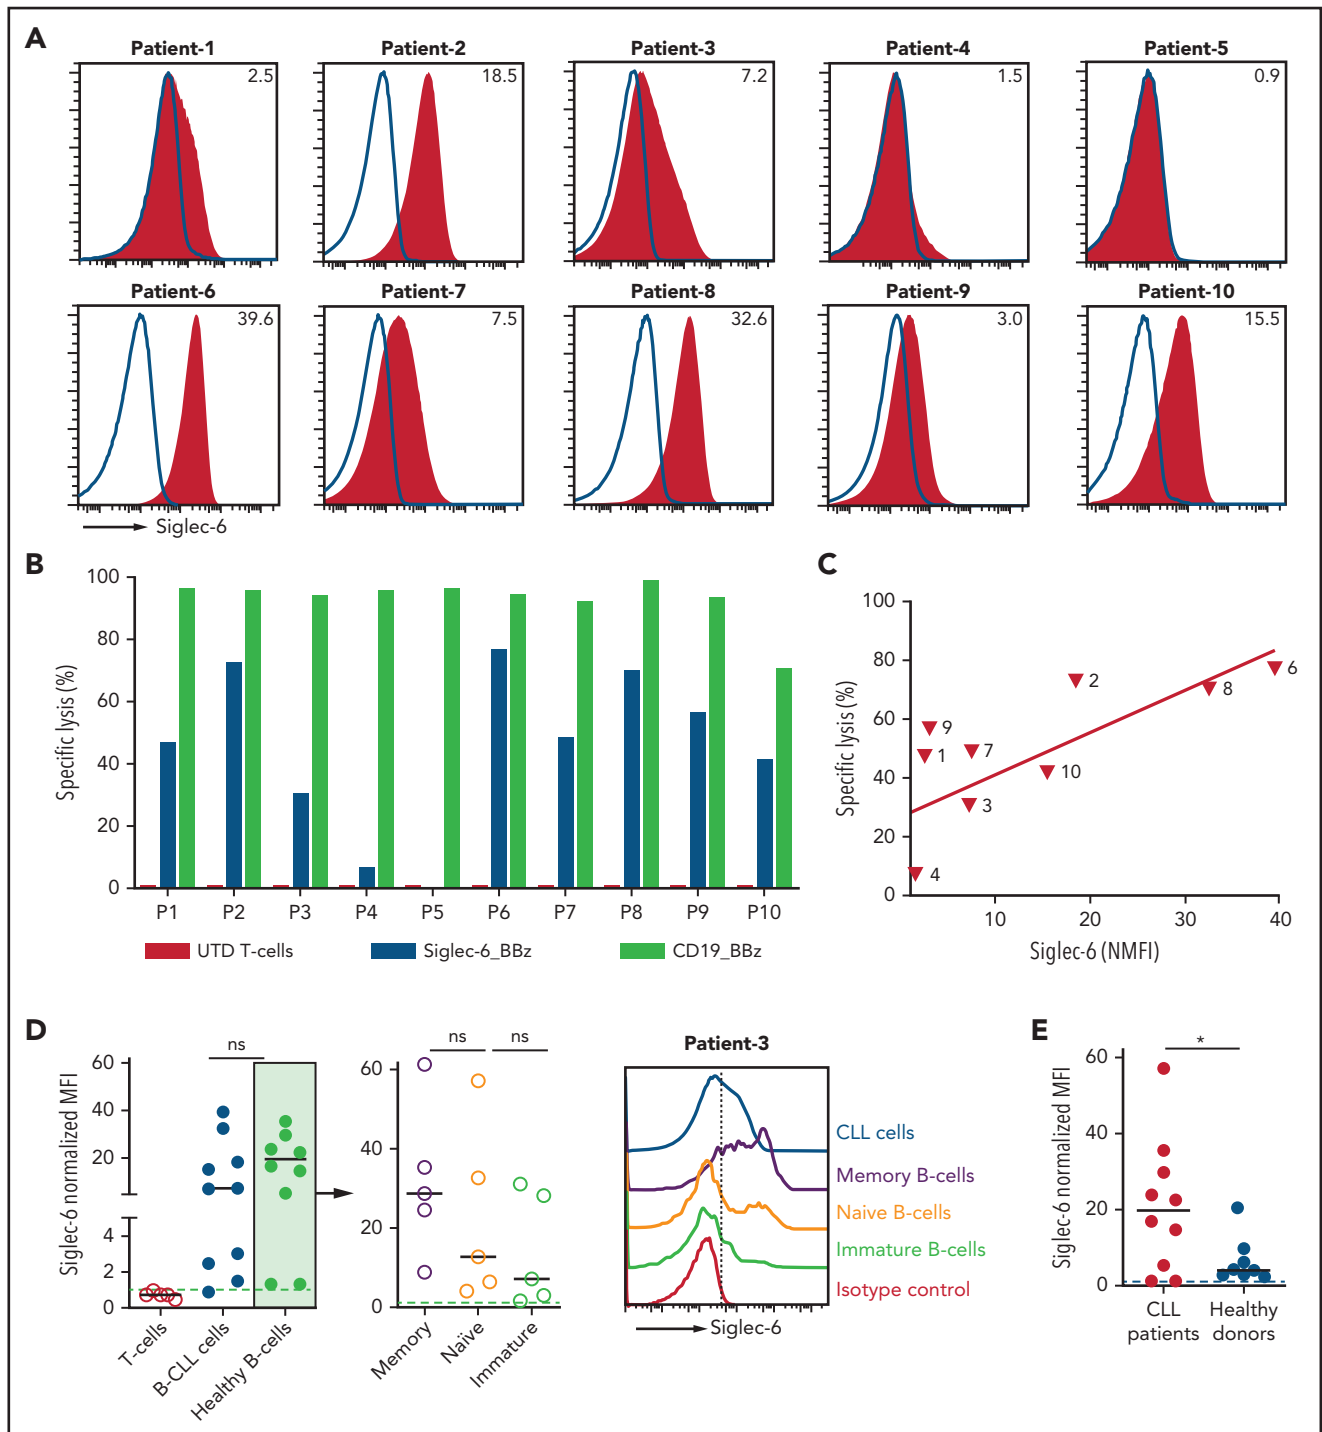 A
Patient-1 Patient-2 Patient-3 Patient-4 Patient-5
2.5 18.5 7.2 1.5 0.9
Patient-6 Patient-7 Patient-8 Patient-9 Patient-10
39.6 7.5 32.6 3.0 15.5
Siglec-6
B
Specific lysis (%)
100
80
60
40
20
0
P1 P2 P3 P4 P5 P6 P7 P8 P9 P10
UTD T-cells Siglec-6_BBz CD19_BBz
C
Specific lysis (%)
100
80
60
40
20
0
2
6
8
9
7
1
10
3
4
10 20 30 40
Siglec-6 (NMFI)
D
Siglec-6 normalized MFI
ns
60
40
20
4
2
0
T-cells
B-CLL cells
Healthy B-cells
ns ns
60
40
20
0
Memory
Naïve
Immature
Patient-3
CLL cells
Memory B-cells
Naive B-cells
Immature B-cells
Isotype control
Siglec-6
E
Siglec-6 normalized MFI
*
60
40
20
0
CLL Healthy
patients donors